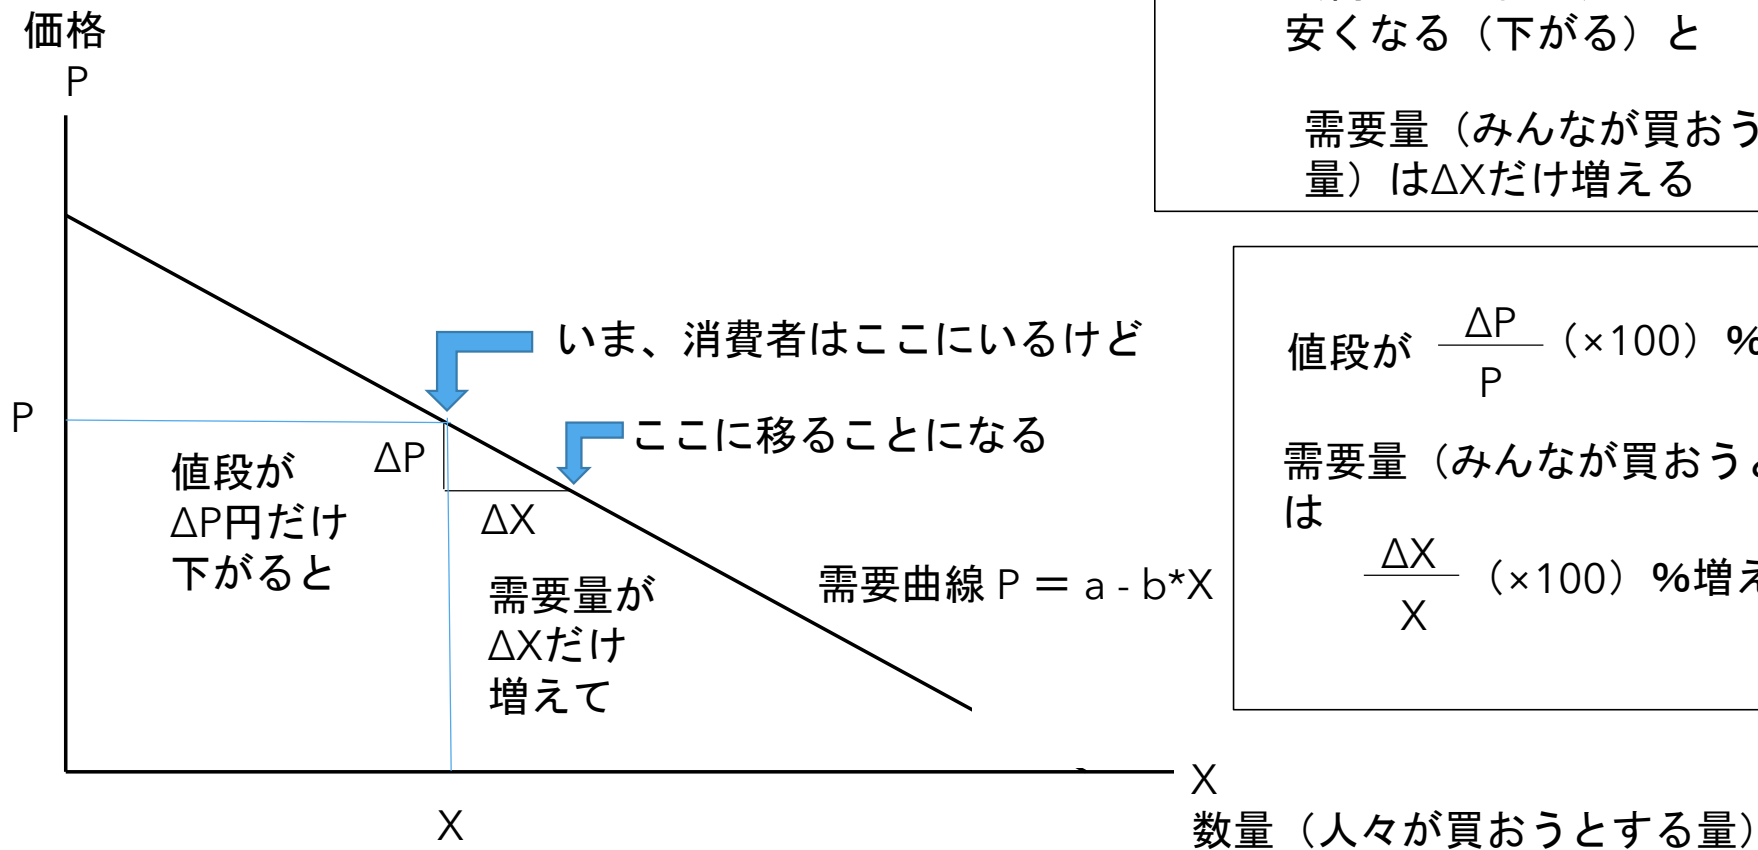 価格
P
安くなる（下がる）と
需要量（みんなが買おう
量）はΔXだけ増える
いま、消費者はここにいるけど
ここに移ることになる
P
ΔP
値段が
ΔP円だけ
下がると
ΔX
需要量が
ΔXだけ
増えて
需要曲線 P = a - b*X
値段が ΔP/P （×100）%
需要量（みんなが買おう
は
ΔX/X （×100）%増え
X
X
数量（人々が買おうとする量）